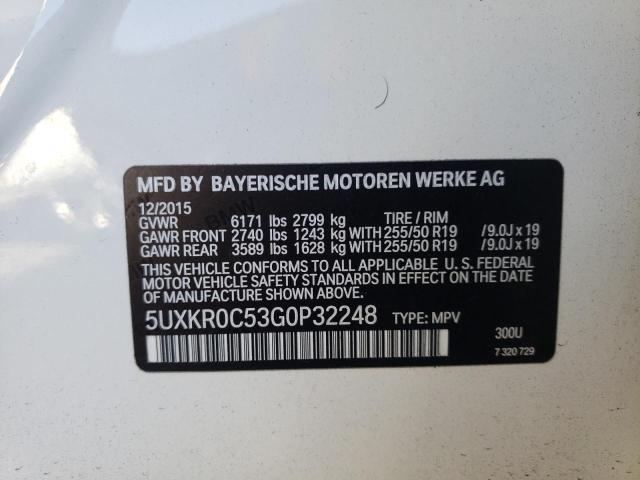 MFD BY BAYERISCHE MOTOREN WERKE AG
12/2015
GVWR 6171 lbs 2799 kg TIRE / RIM
GAWR FRONT 2740 lbs 1243 kg WITH 255/50 R19 /9.0J x 19
GAWR REAR 3589 lbs 1628 kg WITH 255/50 R19 /9.0J x 19
THIS VEHICLE CONFORMS TO ALL APPLICABLE U. S. FEDERAL
MOTOR VEHICLE SAFETY STANDARDS IN EFFECT ON THE DATE
OF MANUFACTURE SHOWN ABOVE.
5UXKR0C53G0P32248 TYPE: MPV
300U
7 320 729